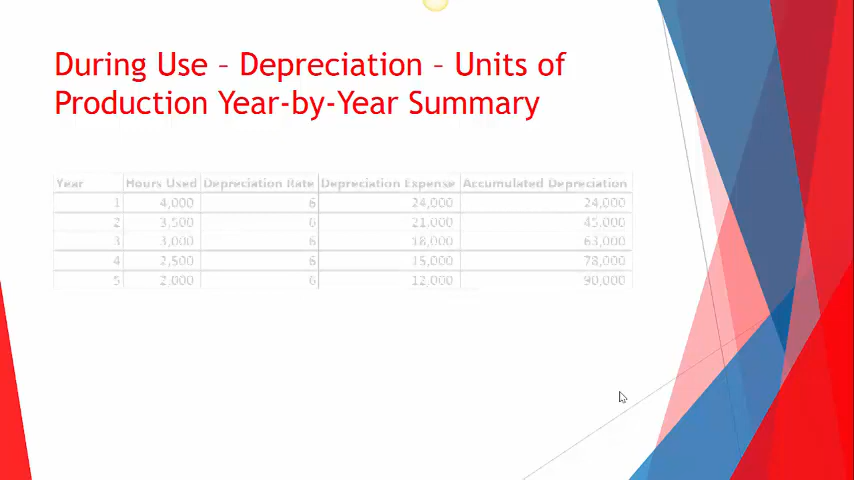 During Use – Depreciation – Units of
Production Year-by-Year Summary
Year Hours Used Depreciation Rate Depreciation Expense Accumulated Depreciation
1 4,000 6 24,000 24,000
2 3,500 6 21,000 45,000
3 3,000 6 18,000 63,000
4 2,500 6 15,000 78,000
5 2,000 6 12,000 90,000